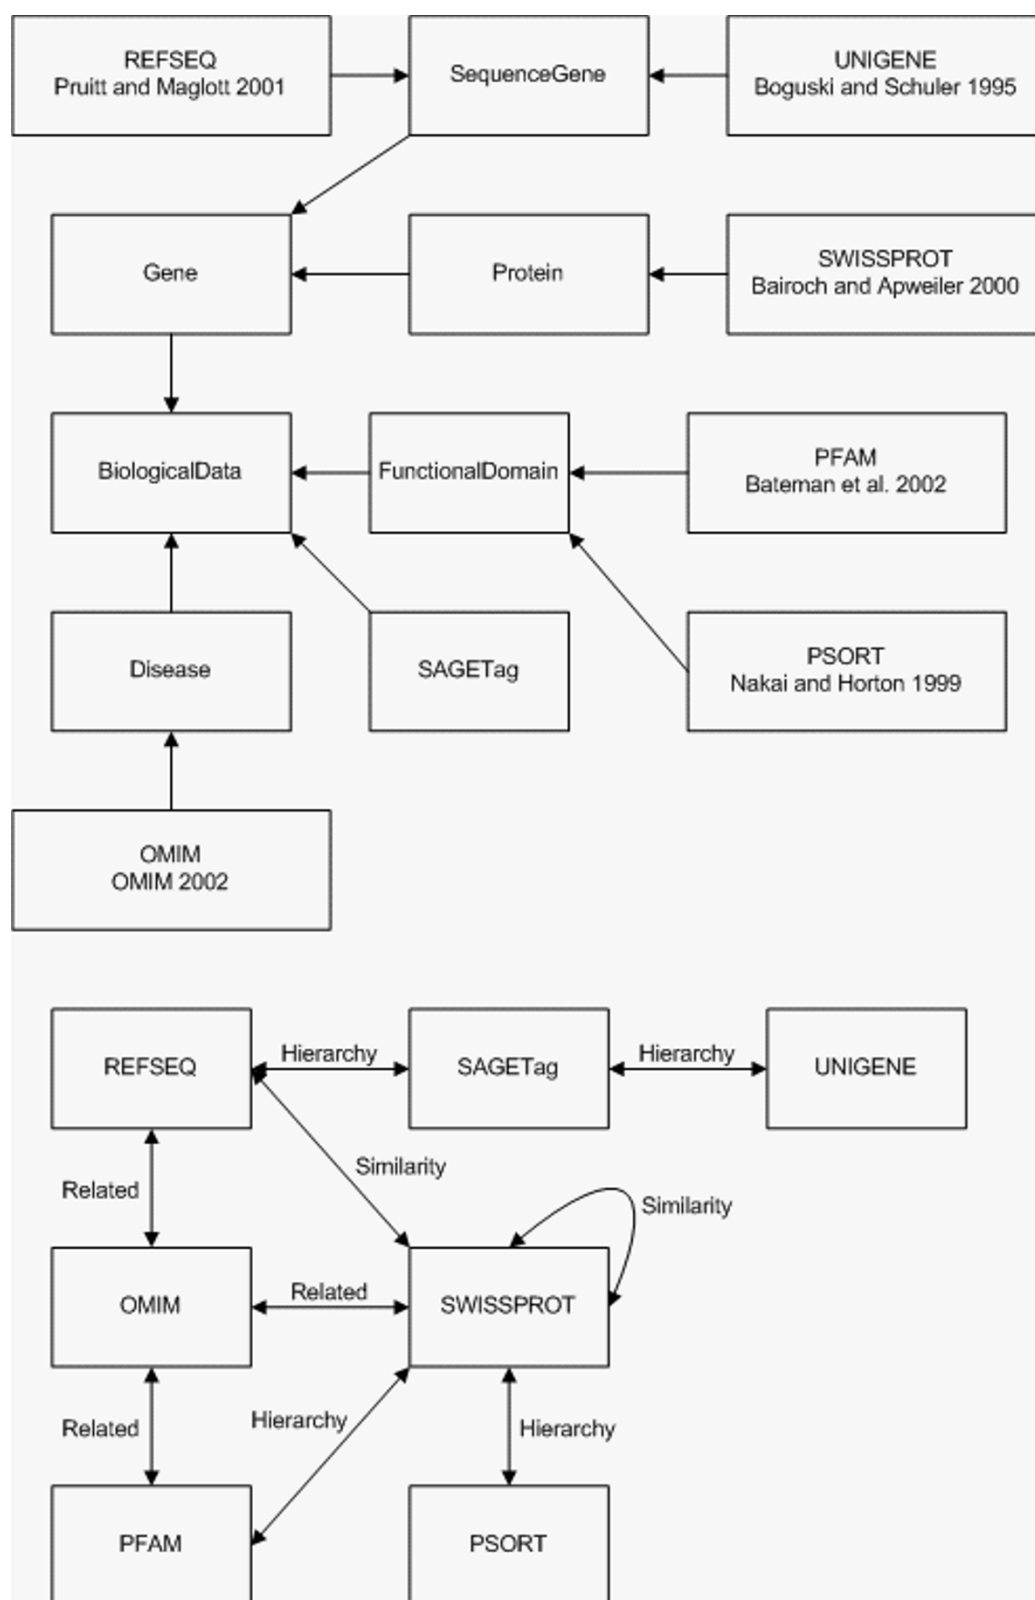 REFSEQ
Pruitt and Maglott 2001
SequenceGene
UNIGENE
Boguski and Schuler 1995
Gene
Protein
SWISSPROT
Bairoch and Apweiler 2000
BiologicalData
FunctionalDomain
PFAM
Bateman et al. 2002
Disease
SAGETag
PSORT
Nakai and Horton 1999
OMIM
OMIM 2002
REFSEQ
Hierarchy
SAGETag
Hierarchy
UNIGENE
Similarity
Related
Similarity
OMIM
Related
SWISSPROT
Related
Hierarchy
Hierarchy
PFAM
PSORT